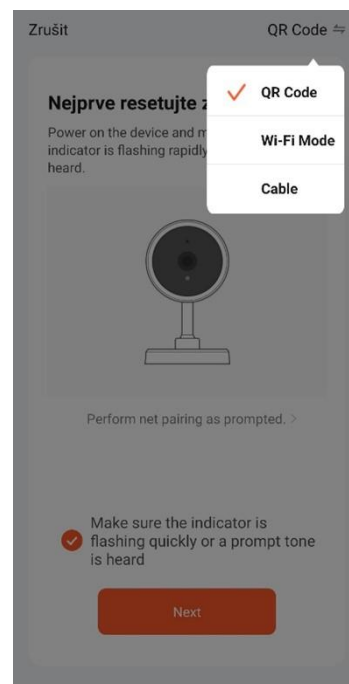 Zrušit
QR Code
QR Code
Wi-Fi Mode
Cable
Nejprve resetujte
Power on the device and
indicator is flashing rapidly
heard.
Perform net pairing as prompted. >
Make sure the indicator is
flashing quickly or a prompt tone
is heard
Next